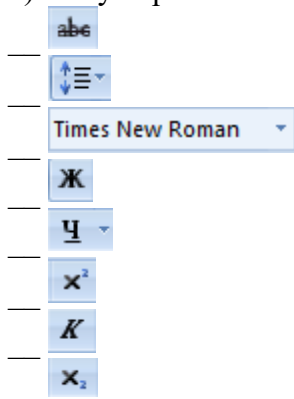 abc
Times New Roman
Ж
Ч
x²
К
x₂